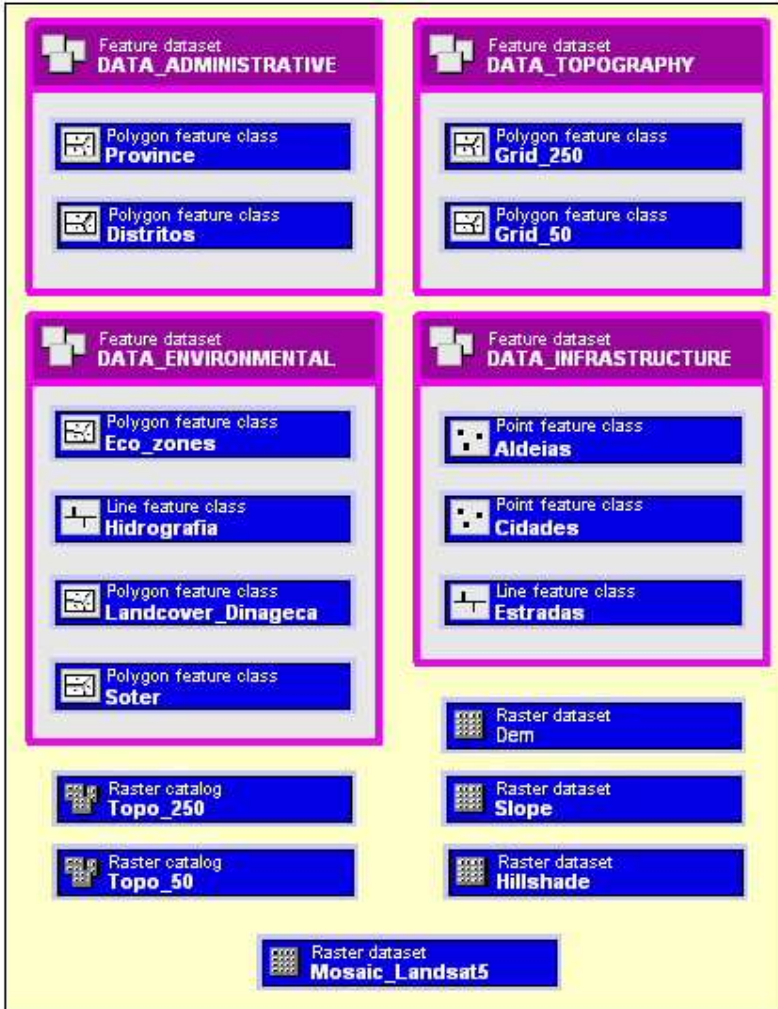 Feature dataset
DATA_ADMINISTRATIVE
Polygon feature class
Province
Polygon feature class
Distritos
Feature dataset
DATA_TOPOGRAPHY
Polygon feature class
Grid_250
Polygon feature class
Grid_50
Feature dataset
DATA_ENVIRONMENTAL
Polygon feature class
Eco_zones
Line feature class
Hidrografia
Polygon feature class
Landcover_Dinageca
Polygon feature class
Soter
Feature dataset
DATA_INFRASTRUCTURE
Point feature class
Aldeias
Point feature class
Cidades
Line feature class
Estradas
Raster dataset
Dem
Raster catalog
Topo_250
Raster dataset
Slope
Raster catalog
Topo_50
Raster dataset
Hillshade
Raster dataset
Mosaic_Landsat5